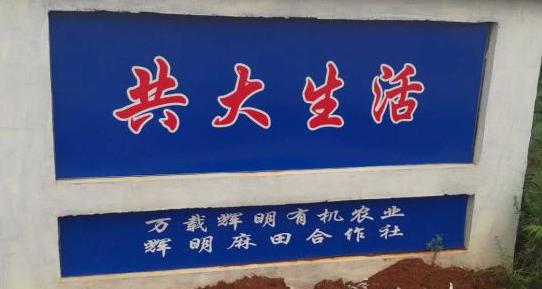 共大生活
万载辉明有机农业
辉明麻田合作社